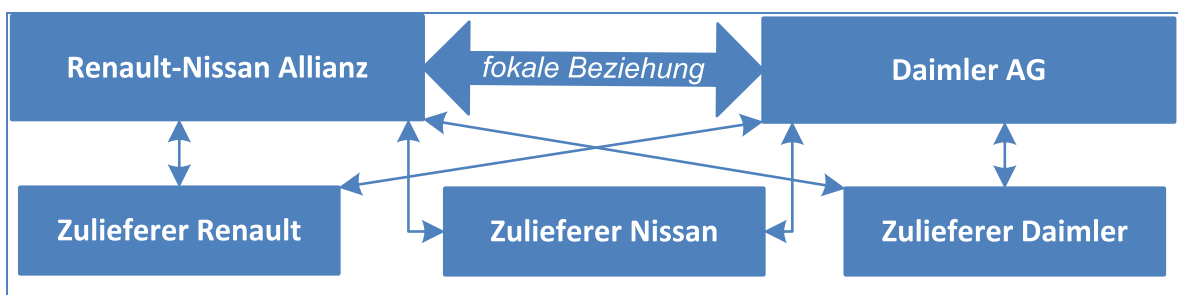 Renault-Nissan Allianz
fokale Beziehung
Daimler AG
Zulieferer Renault
Zulieferer Nissan
Zulieferer Daimler